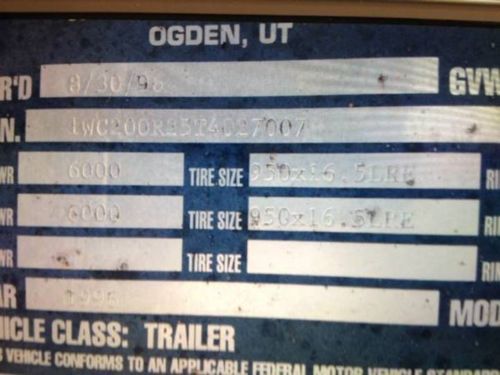 OGDEN, UT
R'D 8/30/96 GVW
N. 1WC200R25T4027007
WR 6000 TIRE SIZE 950x16.5LRE RI
WR 6000 TIRE SIZE 950x16.5LRE RI
WR TIRE SIZE RI
AR 1996 MOD
HICLE CLASS: TRAILER
S VEHICLE CONFORMS TO AN APPLICABLE FEDERAL MOTOR VEHICLE STANDARD